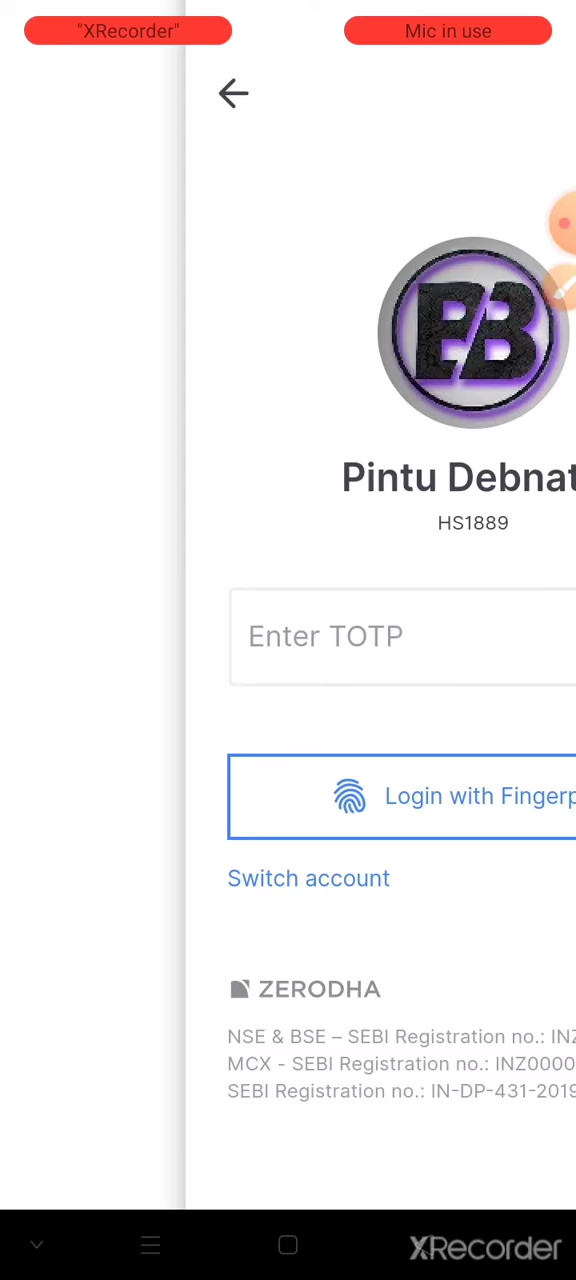 "XRecorder"
Mic in use
Pintu Debnat
HS1889
Enter TOTP
Login with Fingerp
Switch account
ZERODHA
NSE & BSE – SEBI Registration no.: INZ
MCX - SEBI Registration no.: INZ0000
SEBI Registration no.: IN-DP-431-2019
XRecorder